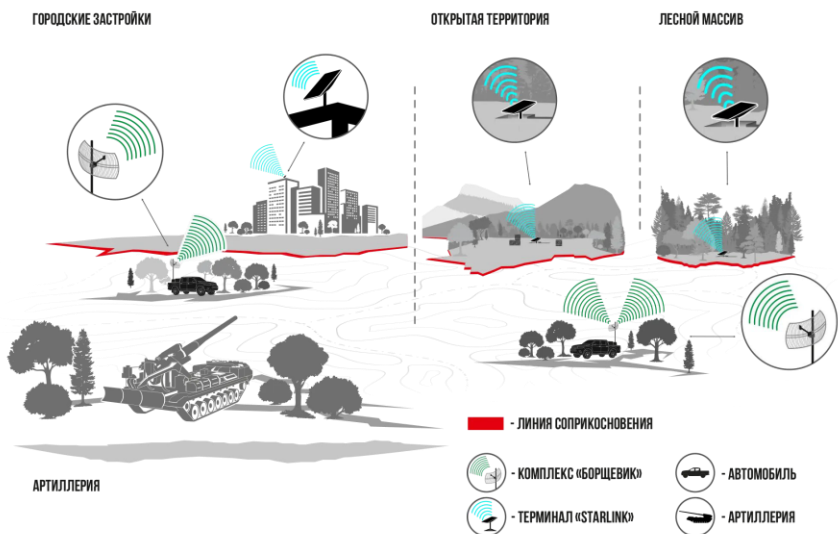 ГОРОДСКИЕ ЗАСТРОЙКИ
ОТКРЫТАЯ ТЕРРИТОРИЯ
ЛЕСНОЙ МАССИВ
- ЛИНИЯ СОПРИКОСНОВЕНИЯ
- КОМПЛЕКС «БОРЩЕВИК»
- АВТОМОБИЛЬ
АРТИЛЛЕРИЯ
- ТЕРМИНАЛ «STARLINK»
- АРТИЛЛЕРИЯ